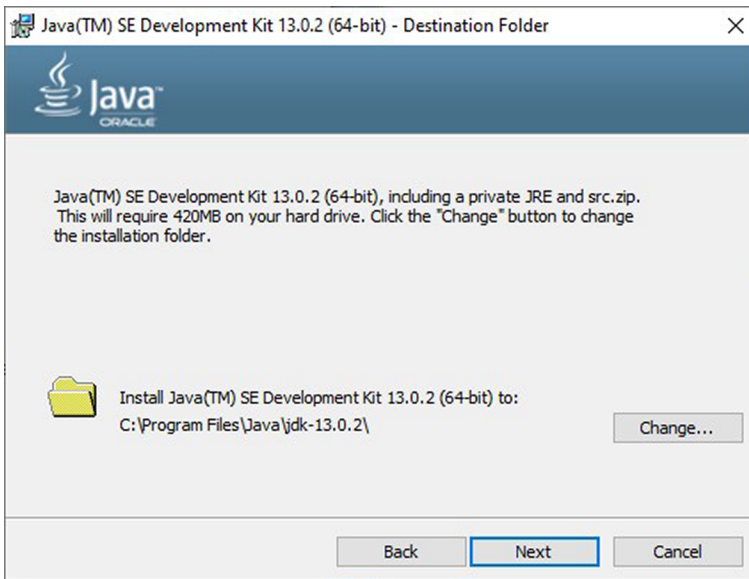 Java(TM) SE Development Kit 13.0.2 (64-bit) - Destination Folder
Java™
ORACLE
Java(TM) SE Development Kit 13.0.2 (64-bit), including a private JRE and src.zip.
This will require 420MB on your hard drive. Click the "Change" button to change
the installation folder.
Install Java(TM) SE Development Kit 13.0.2 (64-bit) to:
C:\Program Files\Java\jdk-13.0.2\
Change...
Back
Next
Cancel